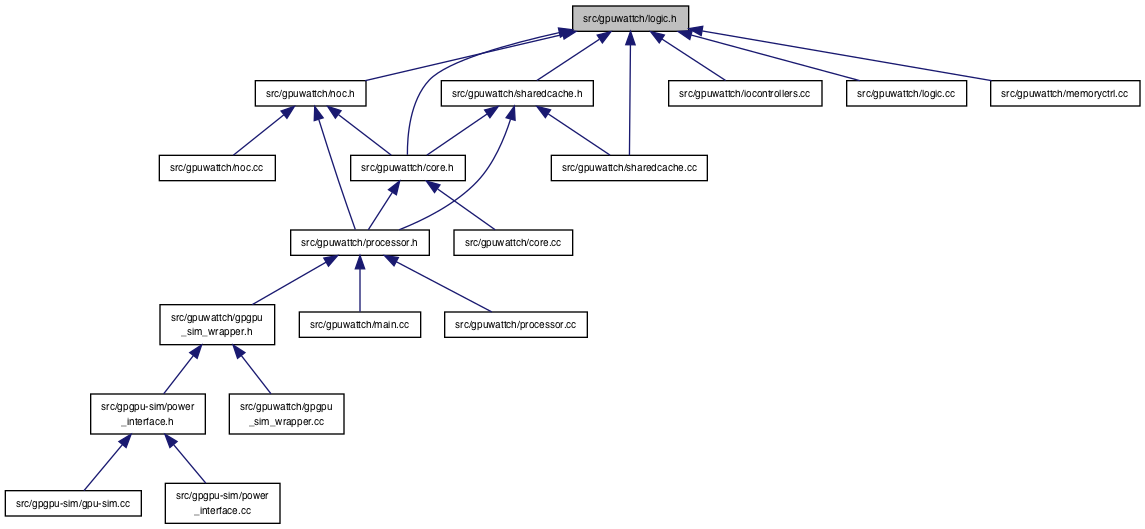 src/gpuwattch/logic.h
src/gpuwattch/noc.h
src/gpuwattch/sharedcache.h
src/gpuwattch/iocontrollers.cc
src/gpuwattch/logic.cc
src/gpuwattch/memoryctrl.cc
src/gpuwattch/noc.cc
src/gpuwattch/core.h
src/gpuwattch/sharedcache.cc
src/gpuwattch/processor.h
src/gpuwattch/core.cc
src/gpuwattch/gpgpu
_sim_wrapper.h
src/gpuwattch/main.cc
src/gpuwattch/processor.cc
src/gpgpu-sim/power
_interface.h
src/gpuwattch/gpgpu
_sim_wrapper.cc
src/gpgpu-sim/gpu-sim.cc
src/gpgpu-sim/power
_interface.cc